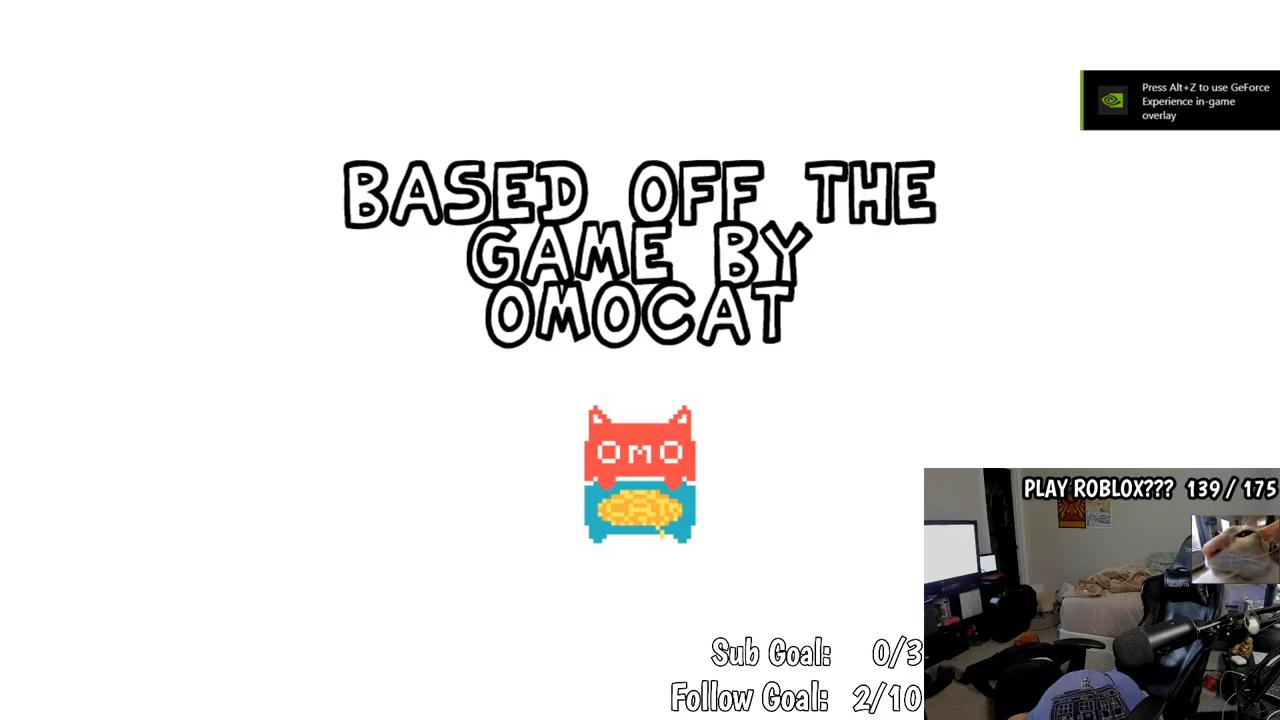 Press Alt+Z to use GeForce
Experience in-game
overlay
BASED OFF THE
GAME BY
OMOCAT
OMO
CAT
PLAY ROBLOX??? 139 / 175
Sub Goal: 0/3
Follow Goal: 2/10